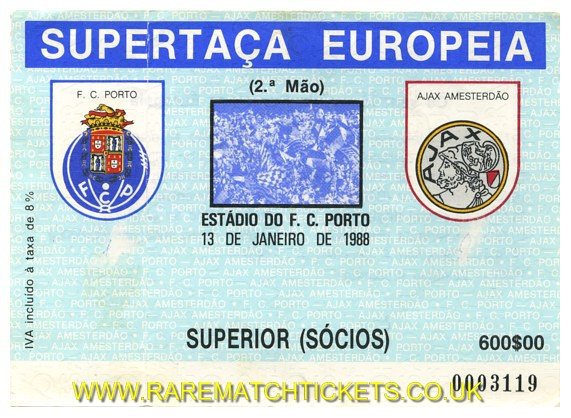 SUPERTAÇA EUROPEIA
(2.ª Mão)
F. C. PORTO
AJAX AMESTERDÃO
F C P
AJAX
ESTÁDIO DO F. C. PORTO
13 DE JANEIRO DE 1988
IVA incluído à taxa de 8%
SUPERIOR (SÓCIOS)
600$00
0003119
WWW.RAREMATCHTICKETS.CO.UK